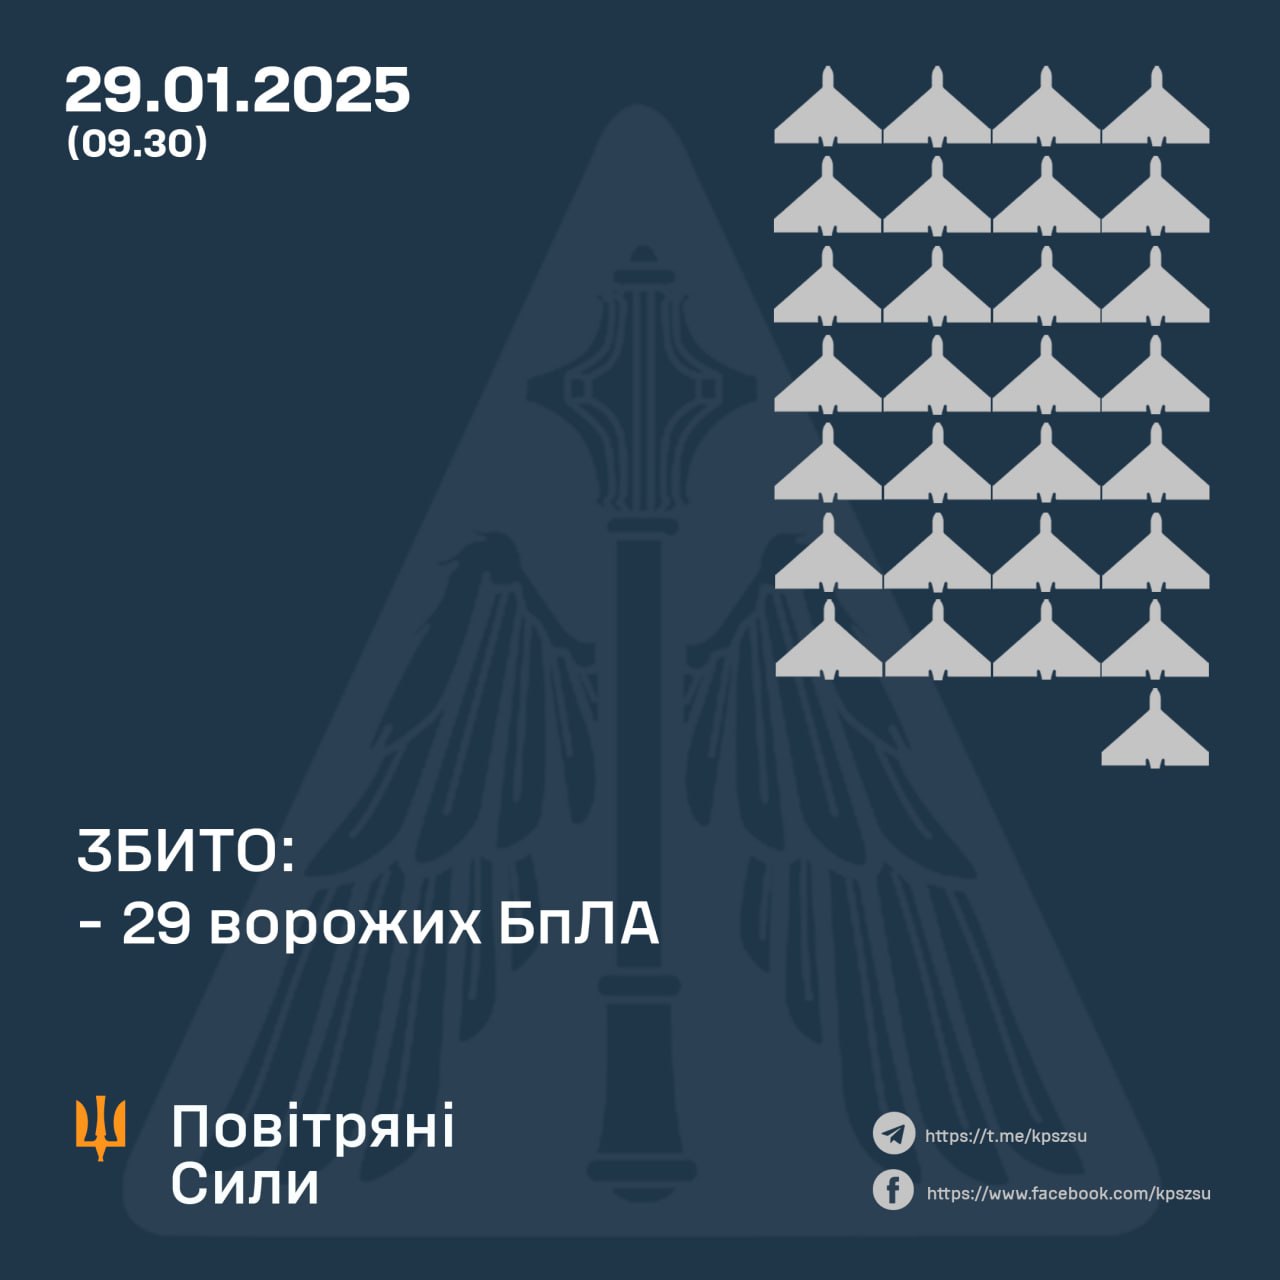 29.01.2025
(09.30)
ЗБИТО:
- 29 ворожих БпЛА
Повітряні
Сили
https://t.me/kpszsu
https://www.facebook.com/kpszsu